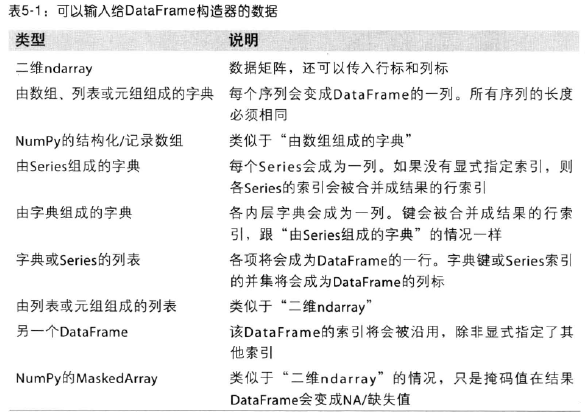 表5-1：可以输入给DataFrame构造器的数据
类型 说明
二维ndarray 数据矩阵，还可以传入行标和列标
由数组、列表或元组组成的字典 每个序列会变成DataFrame的一列。所有序列的长度
必须相同
NumPy的结构化/记录数组 类似于“由数组组成的字典”
由Series组成的字典 每个Series会成为一列。如果没有显式指定索引，则
各Series的索引会被合并成结果的行索引
由字典组成的字典 各内层字典会成为一列。键会被合并成结果的行索
引，跟“由Series组成的字典”的情况一样
字典或Series的列表 各项将会成为DataFrame的一行。字典键或Series索引
的并集将会成为DataFrame的列标
由列表或元组组成的列表 类似于“二维ndarray”
另一个DataFrame 该DataFrame的索引将会被沿用，除非显式指定了其
他索引
NumPy的MaskedArray 类似于“二维ndarray”的情况，只是掩码值在结果
DataFrame会变成NA/缺失值